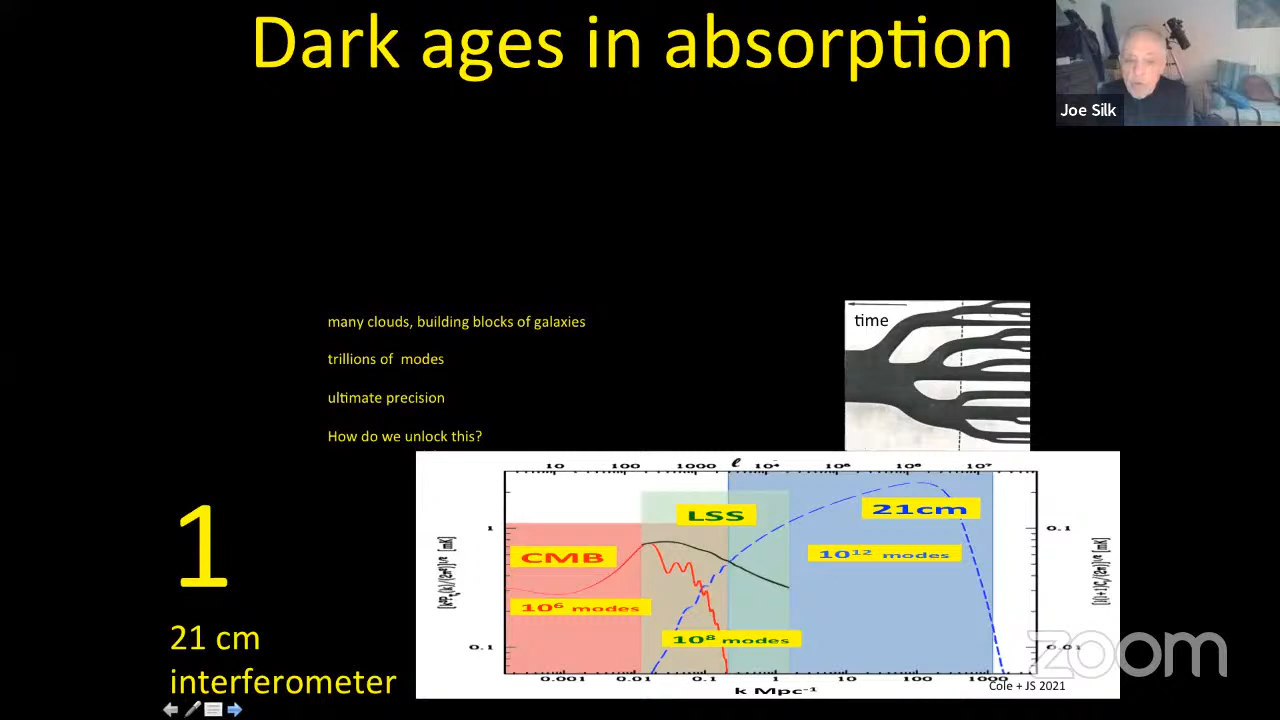 Dark ages in absorption
Joe Silk
many clouds, building blocks of galaxies
trillions of  modes
ultimate precision
How do we unlock this?
time
1
21 cm
interferometer
10 100 1000 ℓ 10⁴ 10⁵ 10⁶ 10⁷
LSS
21cm
CMB
10¹² modes
10⁶ modes
10⁸ modes
1
0.1
0.1
0.01
0.001 0.01 0.1 1 10 100 1000
k Mpc⁻¹
Cole + JS 2021
zoom